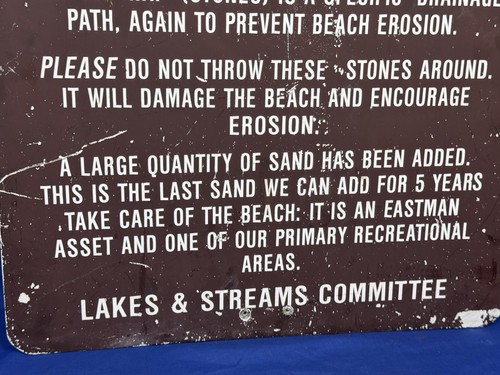 (STONES) IS A DRAINAGE
PATH, AGAIN TO PREVENT BEACH EROSION.
PLEASE DO NOT THROW THESE STONES AROUND.
IT WILL DAMAGE THE BEACH AND ENCOURAGE
EROSION.
A LARGE QUANTITY OF SAND HAS BEEN ADDED.
THIS IS THE LAST SAND WE CAN ADD FOR 5 YEARS
TAKE CARE OF THE BEACH: IT IS AN EASTMAN
ASSET AND ONE OF OUR PRIMARY RECREATIONAL
AREAS.
LAKES & STREAMS COMMITTEE